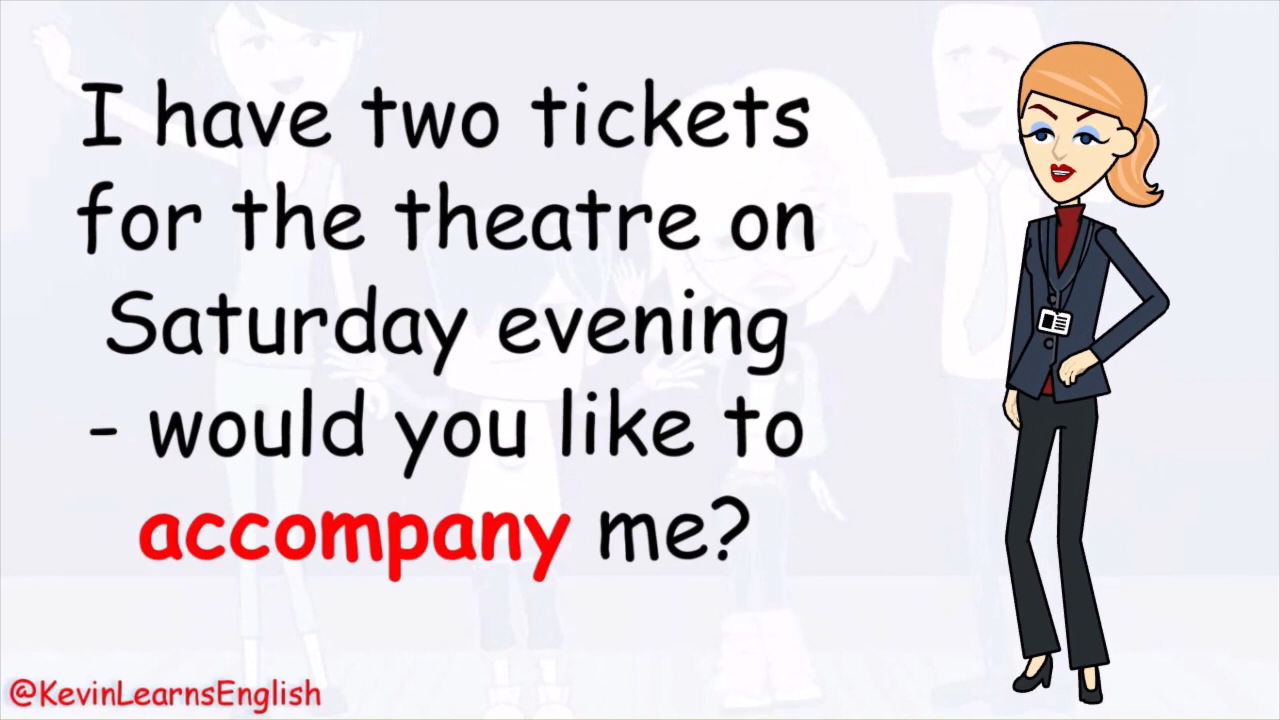 I have two tickets
for the theatre on
Saturday evening
- would you like to
accompany me?
@KevinLearnsEnglish